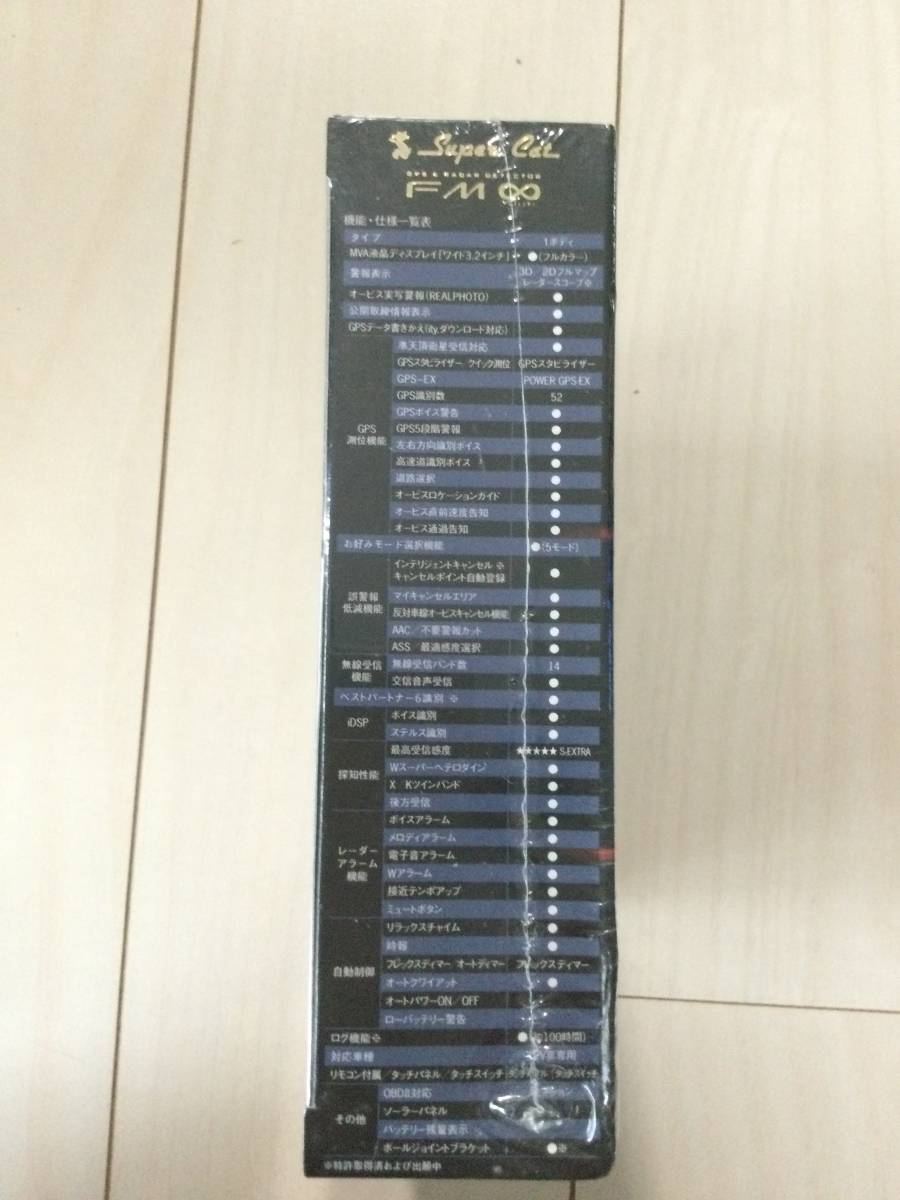 Super Cat
GPS & RADAR DETECTOR
FM ∞
機能・仕様一覧表
タイプ 1ボディ
MVA液晶ディスプレイ[ワイド3.2インチ] ●(フルカラー)
警報表示 3D／2Dフルマップ
レーダースコープ※
オービス実写警報(REALPHOTO) ●
公開取締情報表示 ●
GPSデータ書きかえ(ity.ダウンロード対応) ●
GPS
測位機能
準天頂衛星受信対応 ●
GPSスタビライザー／クイック測位 GPSスタビライザー
GPS-EX POWER GPS-EX
GPS識別数 52
GPSボイス警告 ●
GPS5段階警報 ●
左右方向識別ボイス ●
高速道識別ボイス ●
道路選択 ●
オービスロケーションガイド ●
オービス直前速度告知 ●
オービス通過告知 ●
お好みモード選択機能 ●(5モード)
誤警報
低減機能
インテリジェントキャンセル ※
キャンセルポイント自動登録 ●
マイキャンセルエリア ●
反対車線オービスキャンセル機能 ●
AAC／不要警報カット ●
ASS／最適感度選択 ●
無線受信
機能
無線受信バンド数 14
交信音声受信 ●
ベストパートナー6識別 ※ ●
iDSP
ボイス識別 ●
ステルス識別 ●
探知性能
最高受信感度 ★★★★★ S-EXTRA
Wスーパーヘテロダイン ●
X／Kツインバンド ●
後方受信 ●
レーダー
アラーム
機能
ボイスアラーム ●
メロディアラーム ●
電子音アラーム ●
Wアラーム ●
接近テンポアップ ●
ミュートボタン ●
自動制御
リラックスチャイム ●
時報 ●
フレックスディマー／オートディマー フレックスディマー
オートクワイアット ●
オートパワーON／OFF
ローバッテリー警告
ログ機能※ ●(約100時間)
対応車種 専用
リモコン付属／タッチパネル／タッチスイッチ タッチスイッチ
その他
OBDⅡ対応
ソーラーパネル
バッテリー残量表示
ボールジョイントブラケット ●※
※特許取得済および出願中